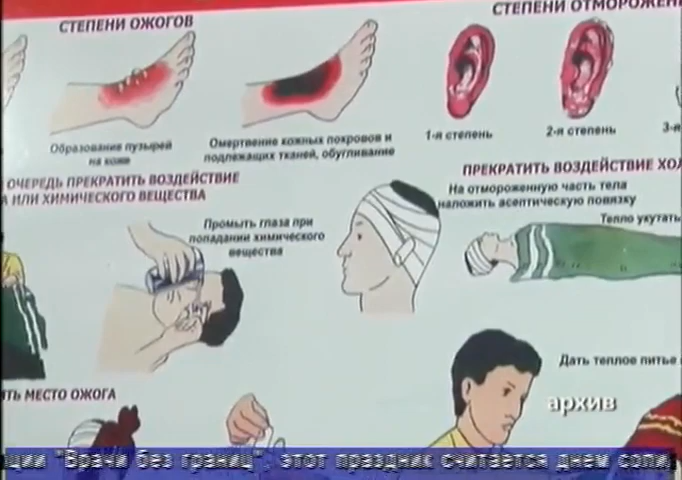 СТЕПЕНИ ОЖОГОВ
СТЕПЕНИ ОТМОРОЖЕН
Образование пузырей
на коже
Омертвение кожных покровов и
подлежащих тканей, обугливание
1-я степень
2-я степень
3-я
ОЧЕРЕДЬ ПРЕКРАТИТЬ ВОЗДЕЙСТВИЕ
А ИЛИ ХИМИЧЕСКОГО ВЕЩЕСТВА
Промыть глаза при
попадании химического
вещества
ПРЕКРАТИТЬ ВОЗДЕЙСТВИЕ ХОЛ
На отмороженную часть тела
наложить асептическую повязку
Тепло укутать
Дать теплое питье
ТЬ МЕСТО ОЖОГА
архив
ции "Врачи без границ", этот праздник считается днем солид